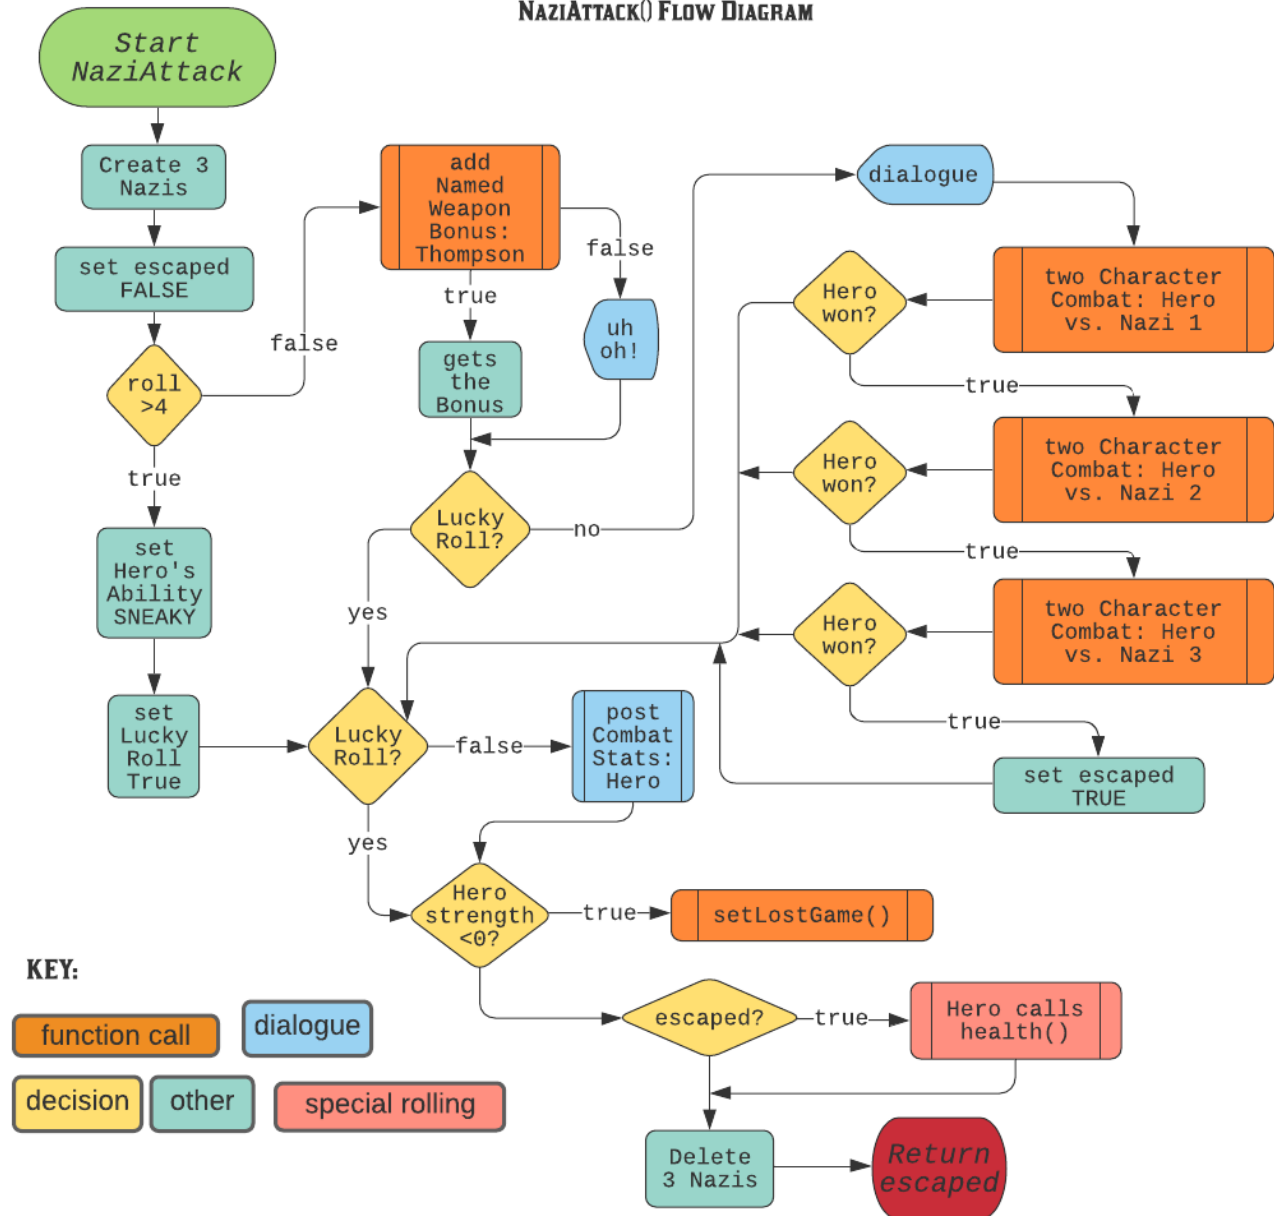 NaziAttack() Flow Diagram
Start
NaziAttack
Create 3
Nazis
set escaped
FALSE
roll
>4
false
true
set
Hero's
Ability
SNEAKY
set
Lucky
Roll
True
add
Named
Weapon
Bonus:
Thompson
false
true
uh
oh!
gets
the
Bonus
Lucky
Roll?
no
yes
dialogue
two Character
Combat: Hero
vs. Nazi 1
Hero
won?
true
two Character
Combat: Hero
vs. Nazi 2
Hero
won?
true
two Character
Combat: Hero
vs. Nazi 3
Hero
won?
true
set escaped
TRUE
Lucky
Roll?
false
post
Combat
Stats:
Hero
yes
Hero
strength
<0?
true
setLostGame()
escaped?
true
Hero calls
health()
Delete
3 Nazis
Return
escaped
KEY:
function call
dialogue
decision
other
special rolling